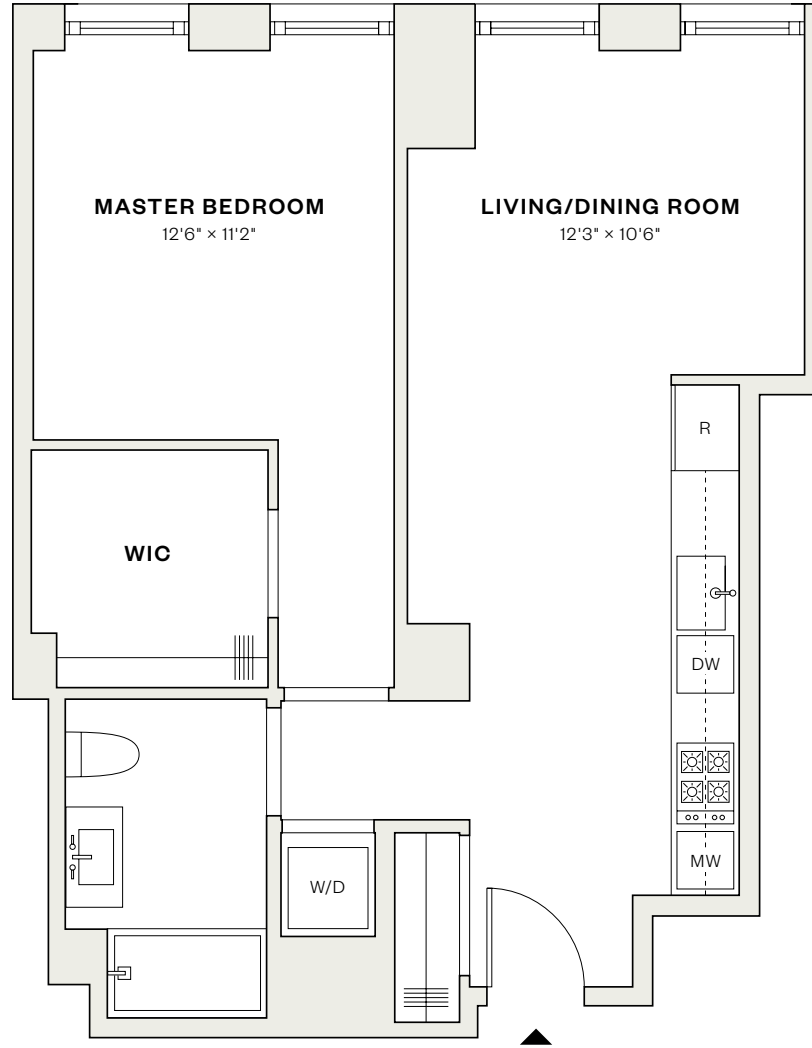 MASTER BEDROOM
12'6" × 11'2"
LIVING/DINING ROOM
12'3" × 10'6"
R
WIC
DW
MW
W/D